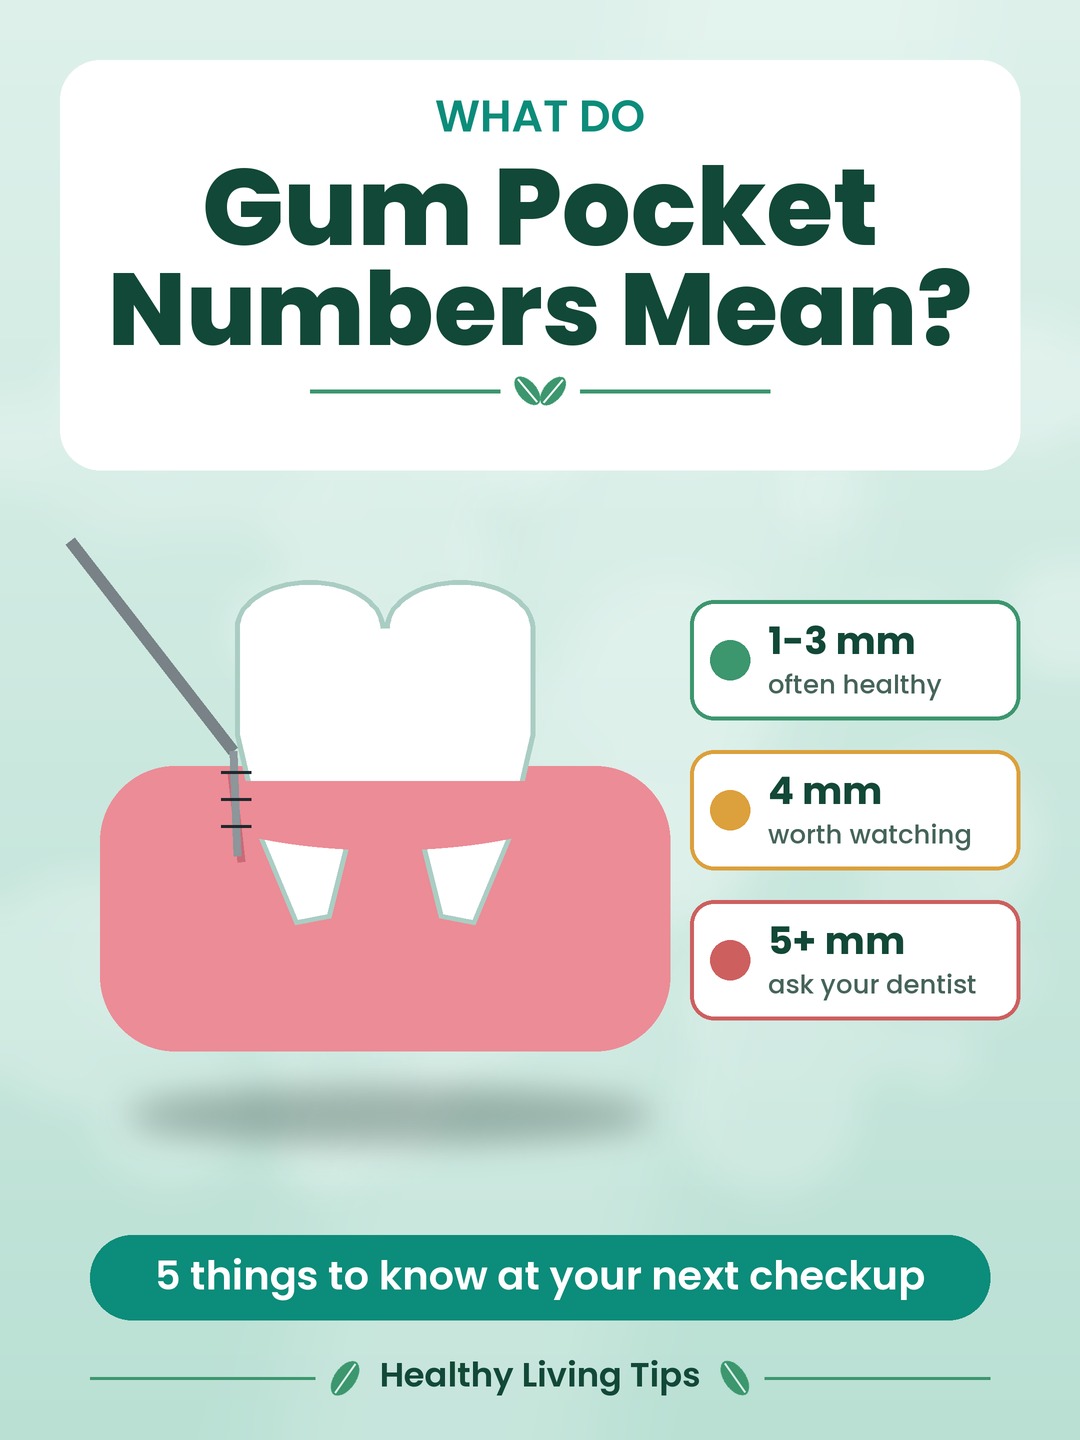 WHAT DO
Gum Pocket
Numbers Mean?
1-3 mm
often healthy
4 mm
worth watching
5+ mm
ask your dentist
5 things to know at your next checkup
Healthy Living Tips